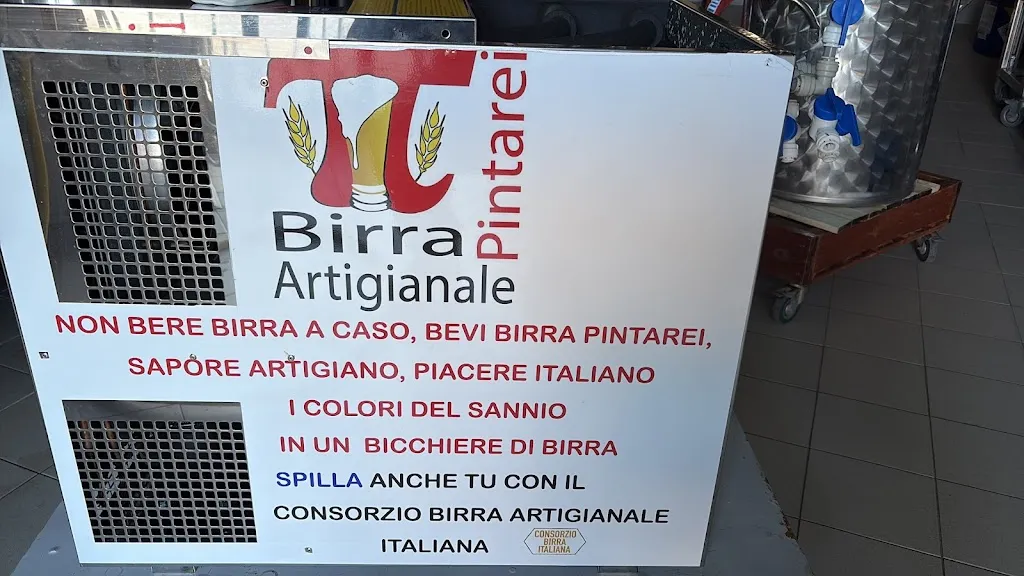 Birra
Artigianale
Pintarei
NON BERE BIRRA A CASO, BEVI BIRRA PINTAREI,
SAPORE ARTIGIANO, PIACERE ITALIANO
I COLORI DEL SANNIO
IN UN BICCHIERE DI BIRRA
SPILLA ANCHE TU CON IL
CONSORZIO BIRRA ARTIGIANALE
ITALIANA
CONSORZIO
BIRRA
ITALIANA